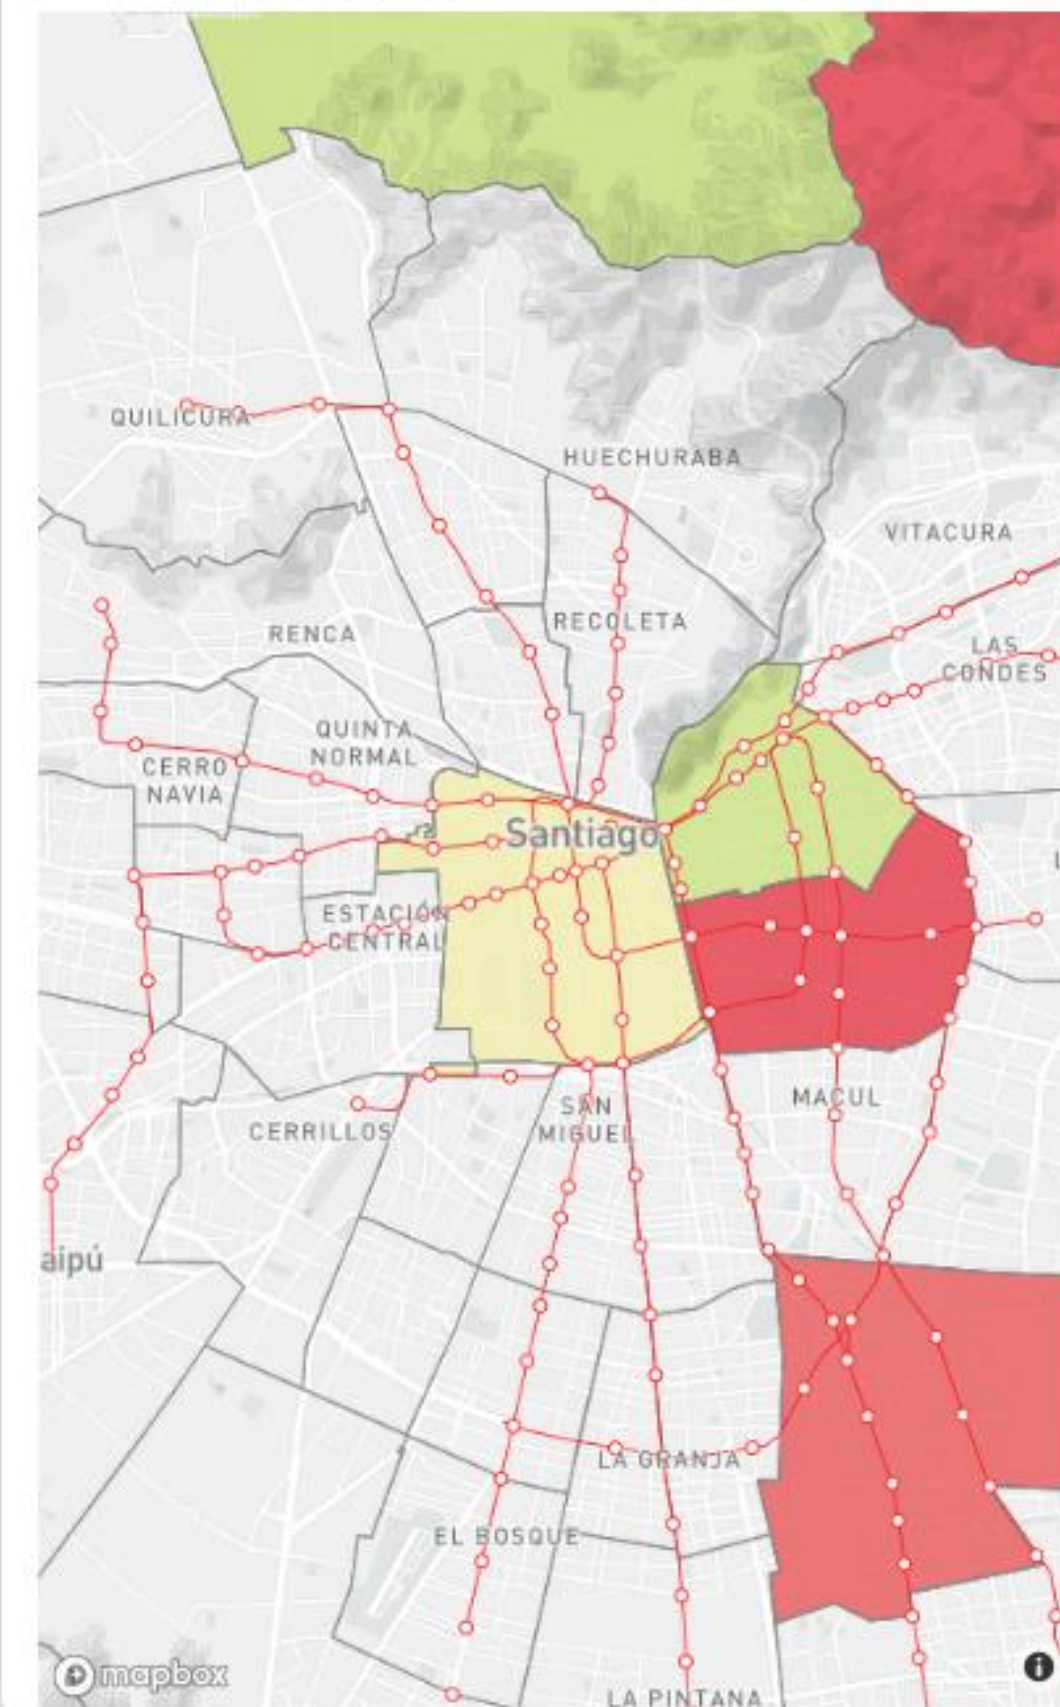 QUILICURA
HUECHURABA
VITACURA
RECOLETA
RENCA
LAS
CONDES
QUINTA
NORMAL
CERRO
NAVIA
Santiago
ESTACIÓN
CENTRAL
MACUL
SAN
MIGUEL
CERRILLOS
aipú
LA GRANJA
EL BOSQUE
mapbox
i
LA PINTANA